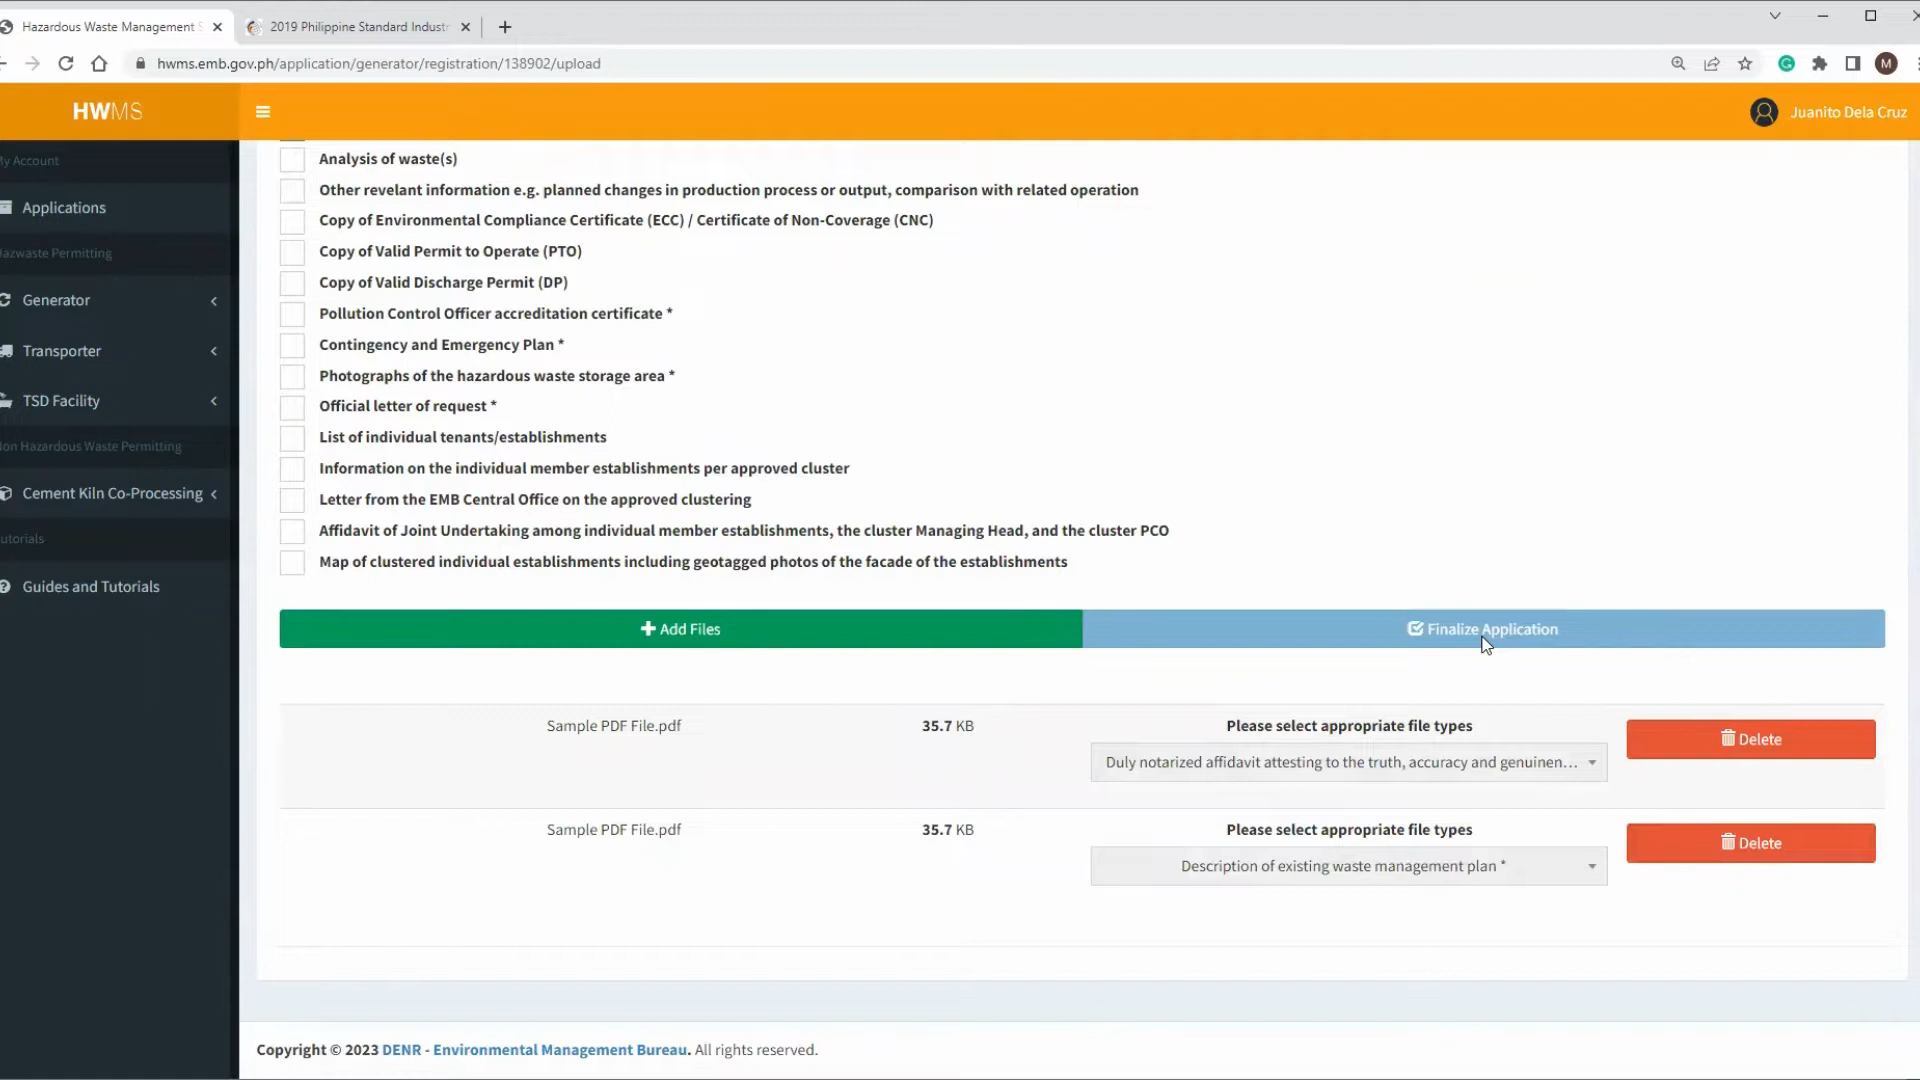 Hazardous Waste Management S
2019 Philippine Standard Industr
hwms.emb.gov.ph/application/generator/registration/138902/upload
M
HWMS
Juanito Dela Cruz
My Account
Applications
Hazwaste Permitting
Generator
Transporter
TSD Facility
Non Hazardous Waste Permitting
Cement Kiln Co-Processing
Tutorials
Guides and Tutorials
Analysis of waste(s)
Other revelant information e.g. planned changes in production process or output, comparison with related operation
Copy of Environmental Compliance Certificate (ECC) / Certificate of Non-Coverage (CNC)
Copy of Valid Permit to Operate (PTO)
Copy of Valid Discharge Permit (DP)
Pollution Control Officer accreditation certificate *
Contingency and Emergency Plan *
Photographs of the hazardous waste storage area *
Official letter of request *
List of individual tenants/establishments
Information on the individual member establishments per approved cluster
Letter from the EMB Central Office on the approved clustering
Affidavit of Joint Undertaking among individual member establishments, the cluster Managing Head, and the cluster PCO
Map of clustered individual establishments including geotagged photos of the facade of the establishments
Add Files
Finalize Application
Sample PDF File.pdf 35.7 KB Please select appropriate file types Delete
Duly notarized affidavit attesting to the truth, accuracy and genuinen...
Sample PDF File.pdf 35.7 KB Please select appropriate file types Delete
Description of existing waste management plan *
Copyright © 2023 DENR - Environmental Management Bureau. All rights reserved.